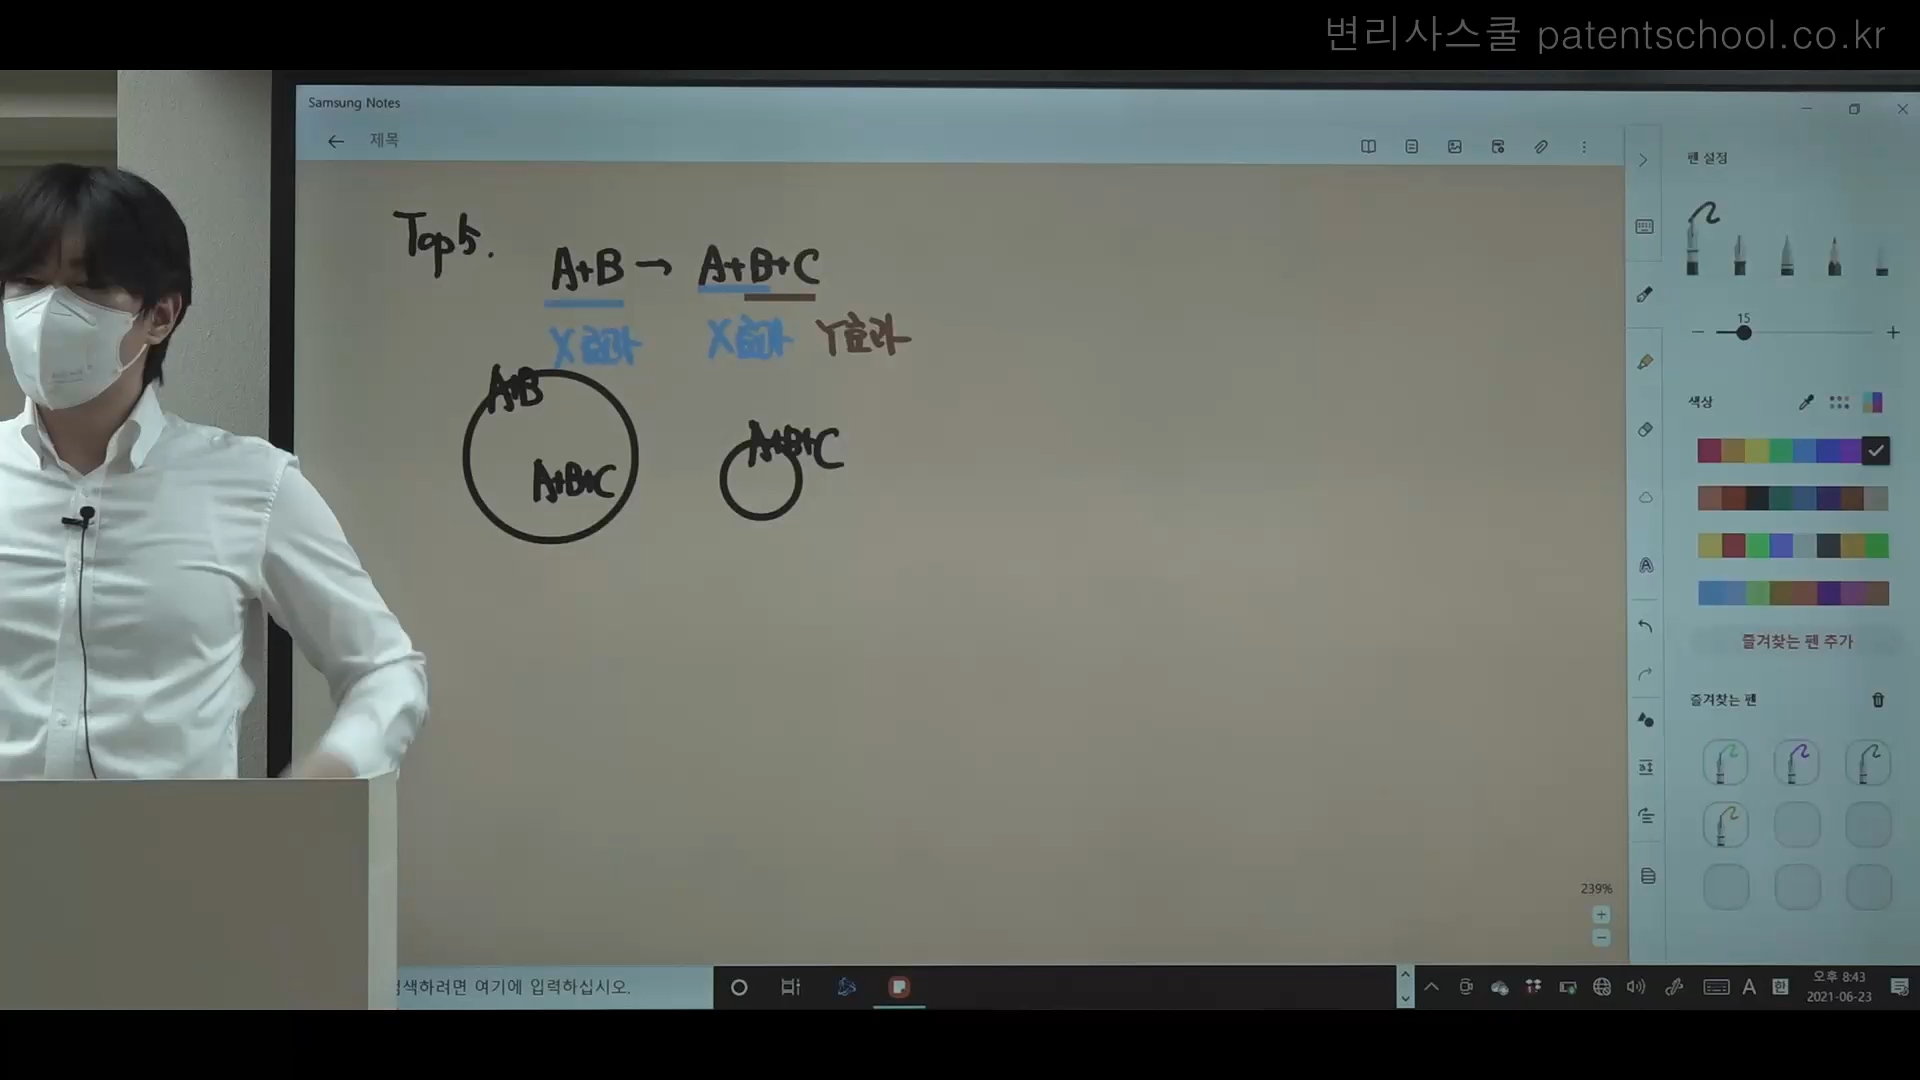 변리사스쿨 patentschool.co.kr
Samsung Notes
제목
펜 설정
Top 5.
A+B → A+B+C
X효과 X효과 Y효과
A+B
A+B+C
A+B+C
15
색상
즐겨찾는 펜 추가
즐겨찾는 펜
239%
검색하려면 여기에 입력하십시오.
A 한
오후 8:43
2021-06-23